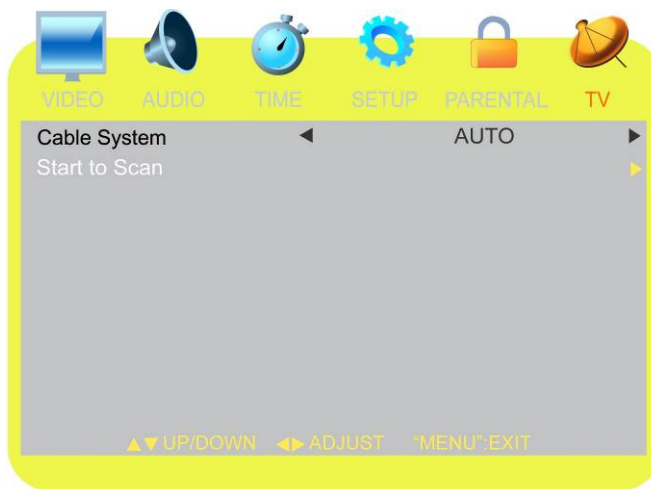 VIDEO AUDIO TIME SETUP PARENTAL TV
Cable System ◀ AUTO ▶
Start to Scan ▶
▲▼ UP/DOWN ◀▶ ADJUST “MENU”:EXIT